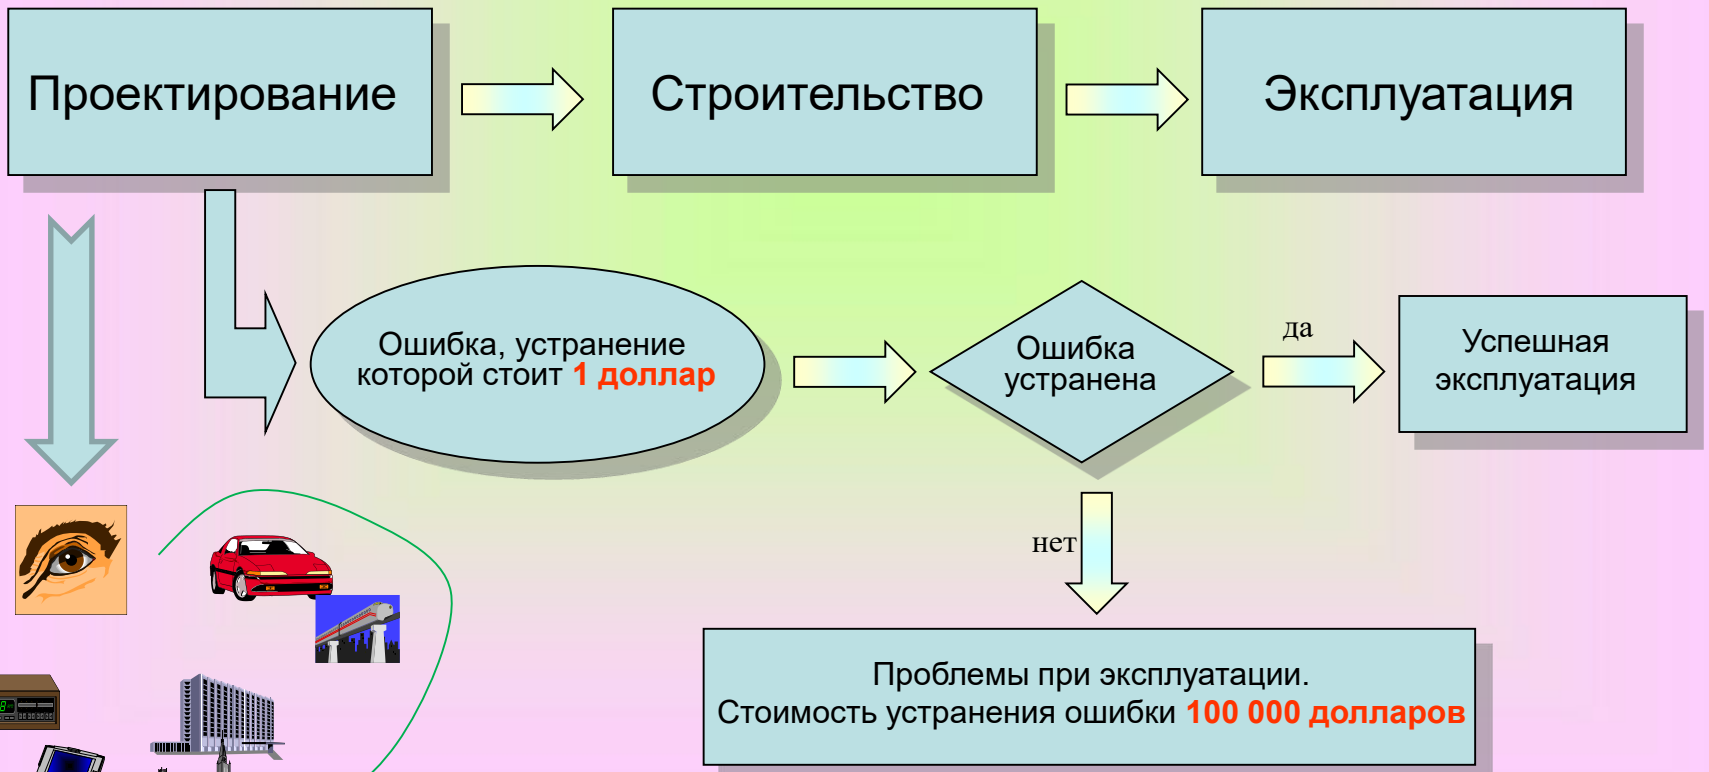 Проектирование
Строительство
Эксплуатация
Ошибка, устранение
которой стоит 1 доллар
Ошибка
устранена
да
Успешная
эксплуатация
нет
Проблемы при эксплуатации.
Стоимость устранения ошибки 100 000 долларов